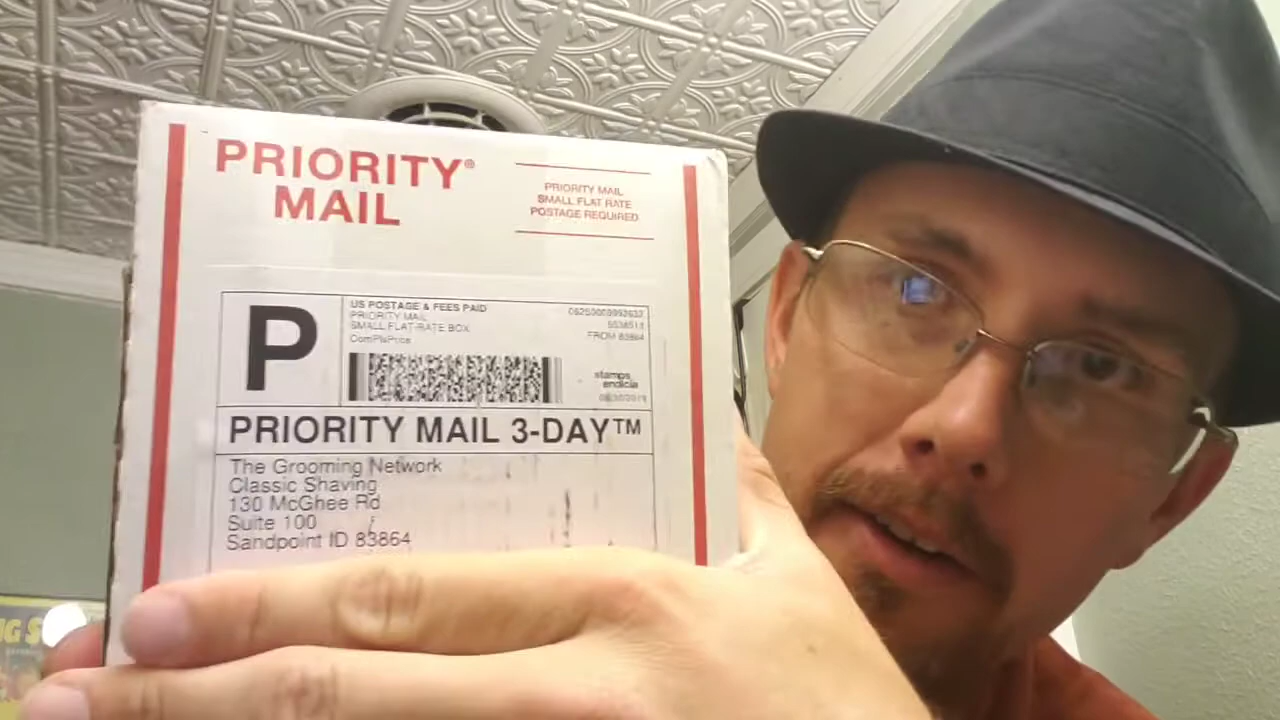 PRIORITY®
MAIL
PRIORITY MAIL
SMALL FLAT RATE
POSTAGE REQUIRED
P
US POSTAGE & FEES PAID
PRIORITY MAIL
SMALL FLAT-RATE BOX
ComPlsPrice
FROM 83864
stamps
endicia
PRIORITY MAIL 3-DAY™
The Grooming Network
Classic Shaving
130 McGhee Rd
Suite 100
Sandpoint ID 83864